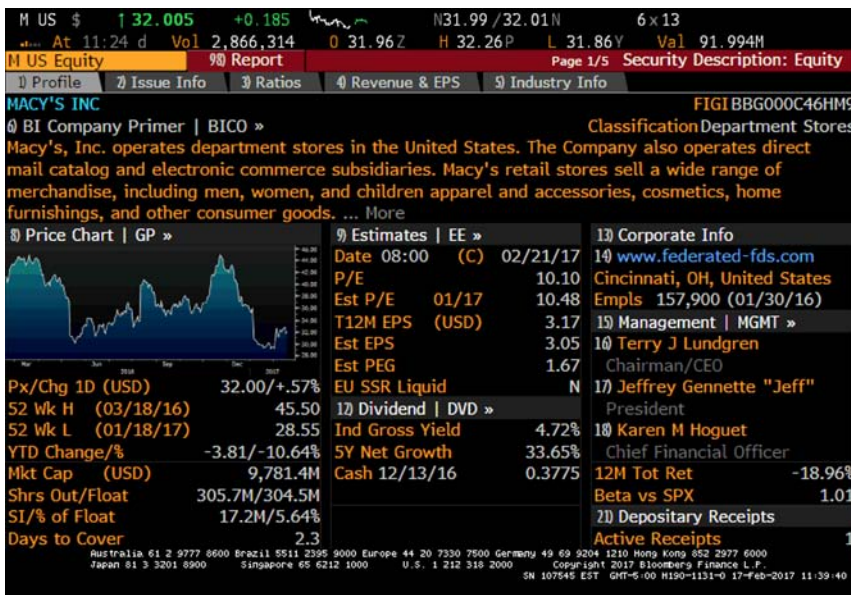 M US $ ↑ 32.005 +0.185 N31.99/32.01N 6x13
At 11:24 d Vol 2,866,314 O 31.96Z H 32.26P L 31.86Y Val 91.994M
M US Equity 98) Report Page 1/5 Security Description: Equity
1) Profile 2) Issue Info 3) Ratios 4) Revenue & EPS 5) Industry Info
MACY'S INC FIGI BBG000C46HM9
6) BI Company Primer | BICO » Classification Department Stores
Macy's, Inc. operates department stores in the United States. The Company also operates direct
mail catalog and electronic commerce subsidiaries. Macy's retail stores sell a wide range of
merchandise, including men, women, and children apparel and accessories, cosmetics, home
furnishings, and other consumer goods. ... More
8) Price Chart | GP » 9) Estimates | EE » 13) Corporate Info
Date 08:00 (C) 02/21/17 14) www.federated-fds.com
P/E 10.10 Cincinnati, OH, United States
Est P/E 01/17 10.48 Empls 157,900 (01/30/16)
T12M EPS (USD) 3.17 15) Management | MGMT »
Est EPS 3.05 16) Terry J Lundgren
Est PEG 1.67 Chairman/CEO
Px/Chg 1D (USD) 32.00/+.57% EU SSR Liquid N 17) Jeffrey Gennette "Jeff"
52 Wk H (03/18/16) 45.50 12) Dividend | DVD » President
52 Wk L (01/18/17) 28.55 Ind Gross Yield 4.72% 18) Karen M Hoguet
YTD Change/% -3.81/-10.64% 5Y Net Growth 33.65% Chief Financial Officer
Mkt Cap (USD) 9,781.4M Cash 12/13/16 0.3775 12M Tot Ret -18.96%
Shrs Out/Float 305.7M/304.5M Beta vs SPX 1.01
SI/% of Float 17.2M/5.64% 21) Depositary Receipts
Days to Cover 2.3 Active Receipts 1
Australia 61 2 9777 8600 Brazil 5511 2395 9000 Europe 44 20 7330 7500 Germany 49 69 9204 1210 Hong Kong 852 2977 6000
Japan 81 3 3201 8900 Singapore 65 6212 1000 U.S. 1 212 318 2000 Copyright 2017 Bloomberg Finance L.P.
SN 107545 EST GMT-5:00 H190-1131-0 17-Feb-2017 11:39:40